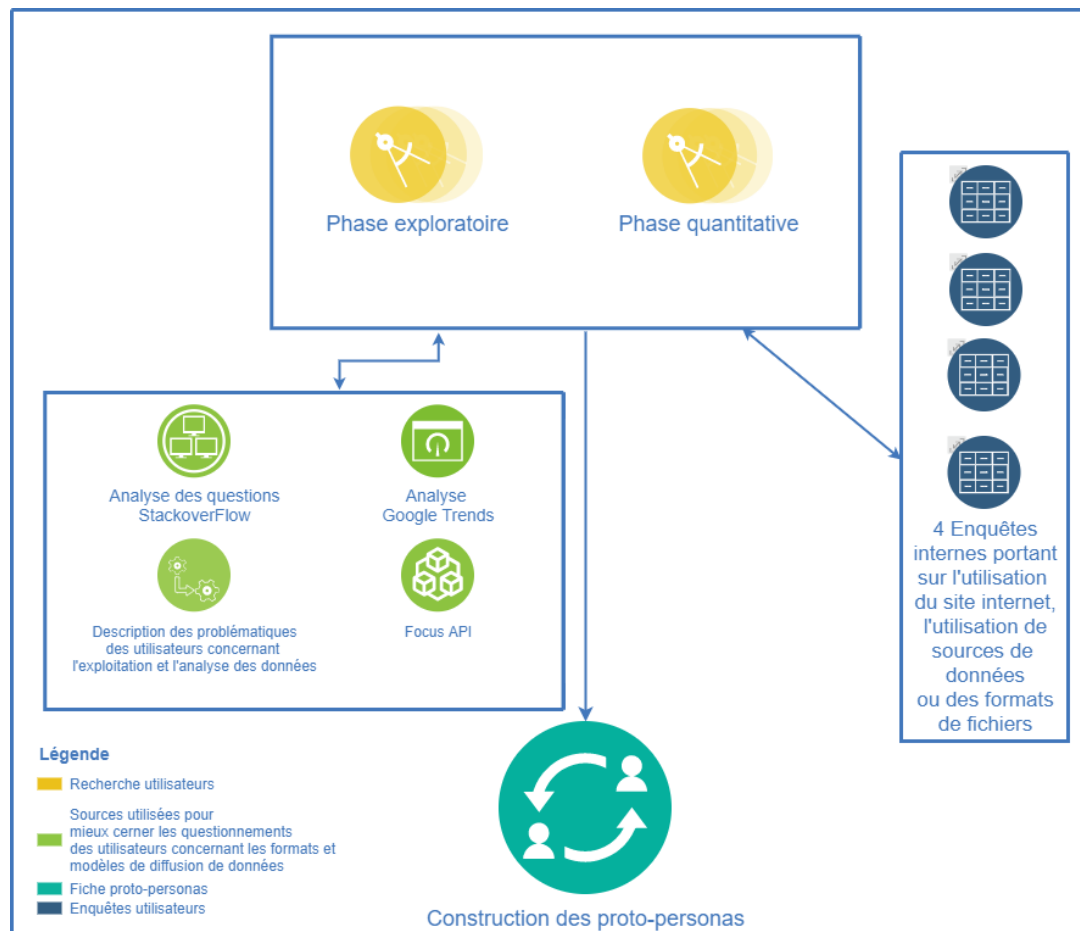 Phase exploratoire
Phase quantitative
Analyse des questions
StackoverFlow
Analyse
Google Trends
Description des problématiques
des utilisateurs concernant
l'exploitation et l'analyse des données
Focus API
4 Enquêtes
internes portant
sur l'utilisation
du site internet,
l'utilisation de
sources de
données
ou des formats
de fichiers
Légende
Recherche utilisateurs
Sources utilisées pour
mieux cerner les questionnements
des utilisateurs concernant les formats et
modèles de diffusion de données
Fiche proto-personas
Enquêtes utilisateurs
Construction des proto-personas